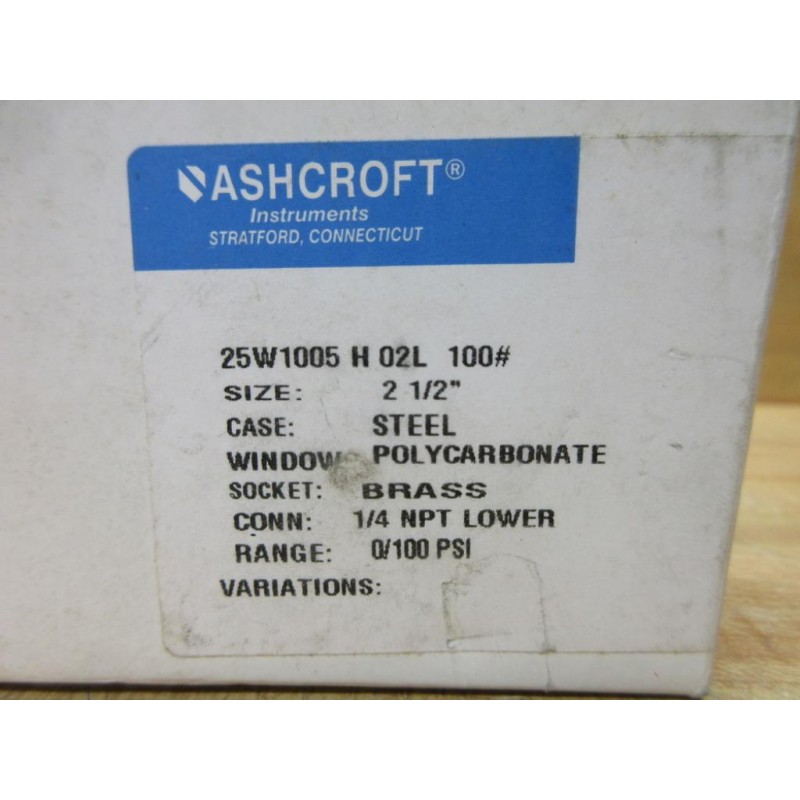 ASHCROFT®
Instruments
STRATFORD, CONNECTICUT
25W1005 H 02L 100#
SIZE: 2 1/2"
CASE: STEEL
WINDOW POLYCARBONATE
SOCKET: BRASS
CONN: 1/4 NPT LOWER
RANGE: 0/100 PSI
VARIATIONS: